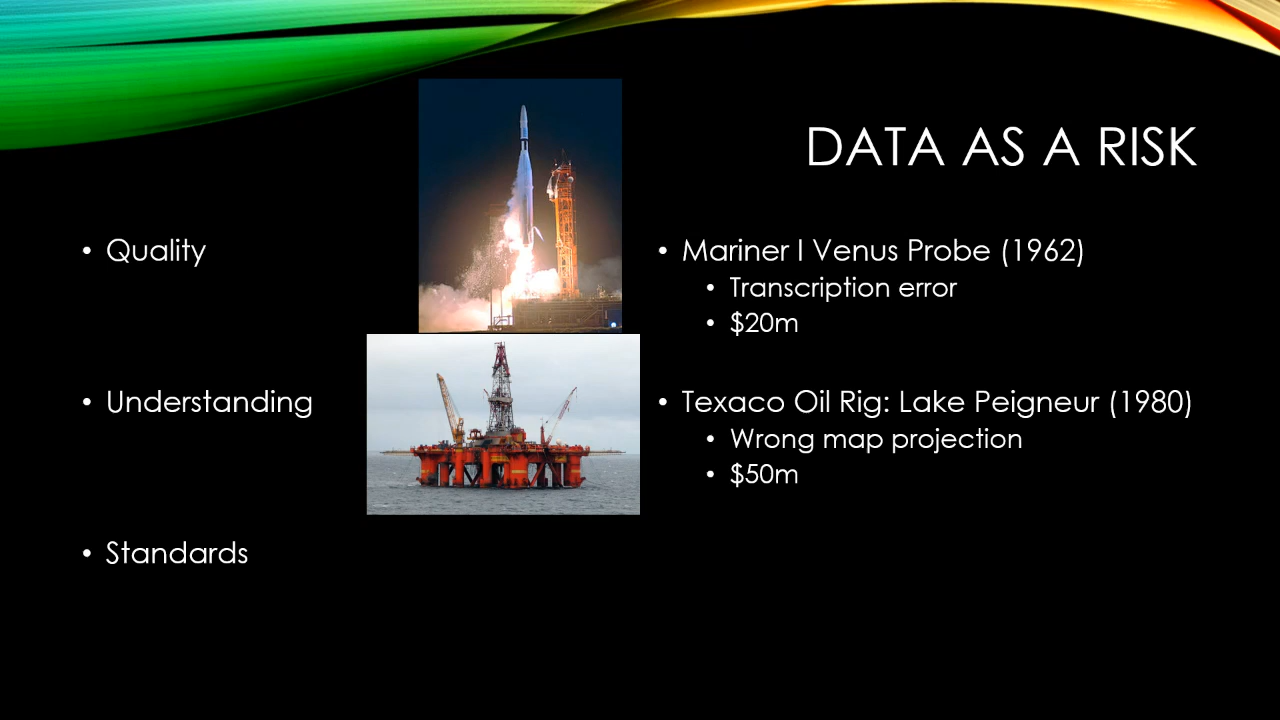 DATA AS A RISK
• Quality
• Understanding
• Standards
• Mariner I Venus Probe (1962)
• Transcription error
• $20m
• Texaco Oil Rig: Lake Peigneur (1980)
• Wrong map projection
• $50m